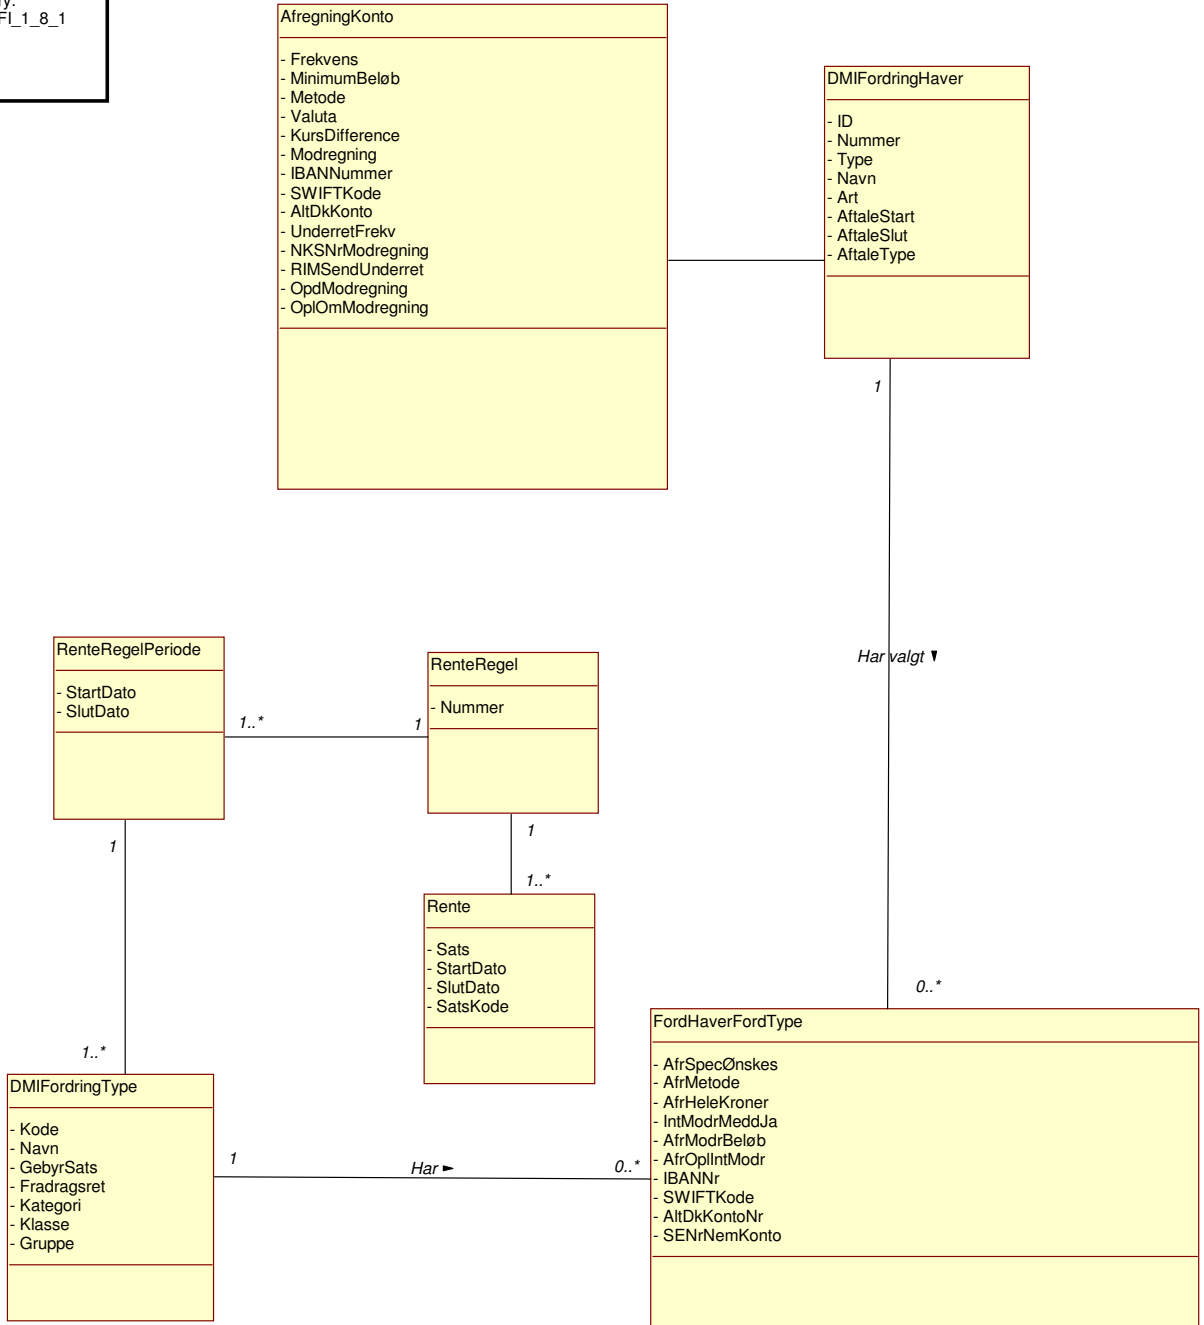 FI_1_8_1
AfregningKonto
- Frekvens
- MinimumBeløb
- Metode
- Valuta
- KursDifference
- Modregning
- IBANNummer
- SWIFTKode
- AltDkKonto
- UnderretFrekv
- NKSNrModregning
- RIMSendUnderret
- OpdModregning
- OplOmModregning
DMIFordringHaver
- ID
- Nummer
- Type
- Navn
- Art
- AftaleStart
- AftaleSlut
- AftaleType
1
Har valgt
0..*
RenteRegelPeriode
- StartDato
- SlutDato
1..*
1
RenteRegel
- Nummer
1
1..*
Rente
- Sats
- StartDato
- SlutDato
- SatsKode
1
1..*
DMIFordringType
- Kode
- Navn
- GebyrSats
- Fradragsret
- Kategori
- Klasse
- Gruppe
1
Har
0..*
FordHaverFordType
- AfrSpecØnskes
- AfrMetode
- AfrHeleKroner
- IntModrMeddJa
- AfrModrBeløb
- AfrOplIntModr
- IBANNr
- SWIFTKode
- AltDkKontoNr
- SENrNemKonto